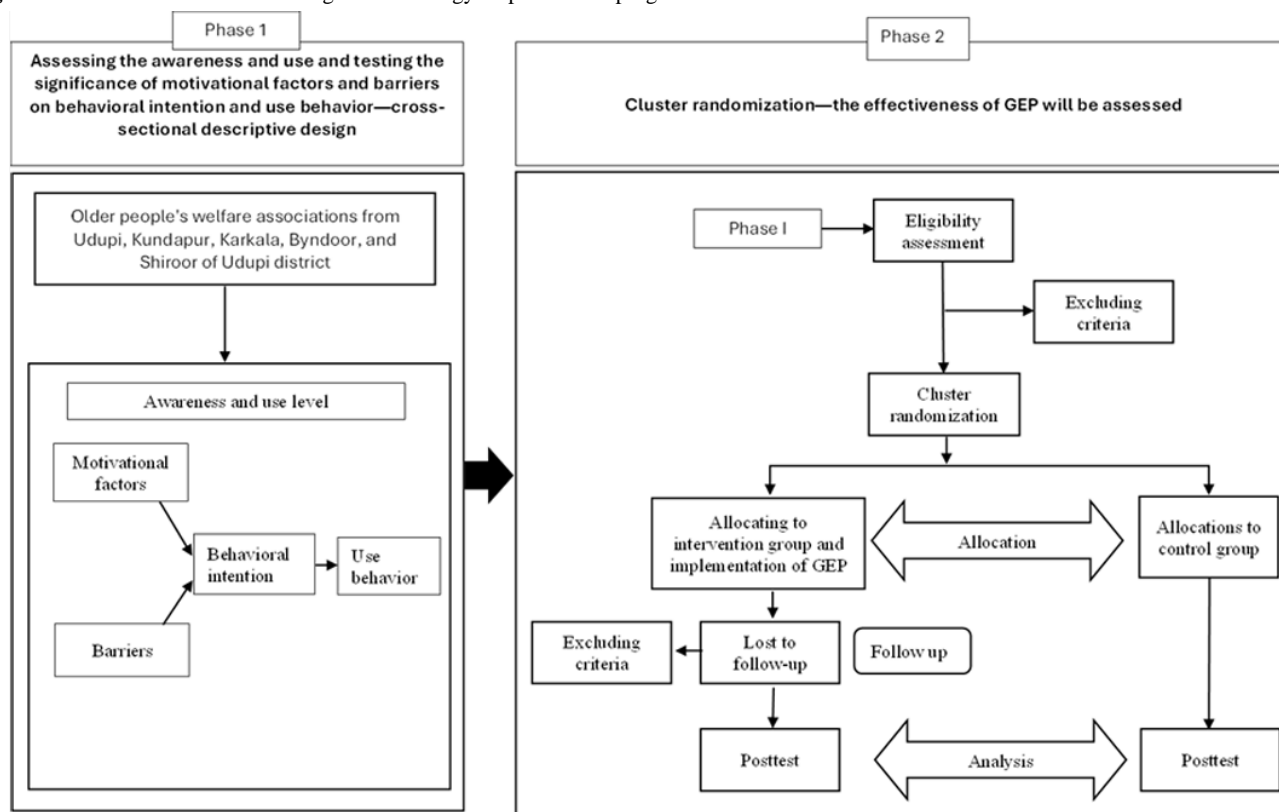 Phase 1
Assessing the awareness and use and testing the
significance of motivational factors and barriers
on behavioral intention and use behavior—cross-
sectional descriptive design
Older people's welfare associations from
Udupi, Kundapur, Karkala, Byndoor, and
Shiroor of Udupi district
Awareness and use level
Motivational
factors
Behavioral
intention
Use
behavior
Barriers
Phase 2
Cluster randomization—the effectiveness of GEP will be assessed
Phase I
Eligibility
assessment
Excluding
criteria
Cluster
randomization
Allocating to
intervention group and
implementation of GEP
Allocation
Allocations to
control group
Excluding
criteria
Lost to
follow-up
Follow up
Posttest
Analysis
Posttest